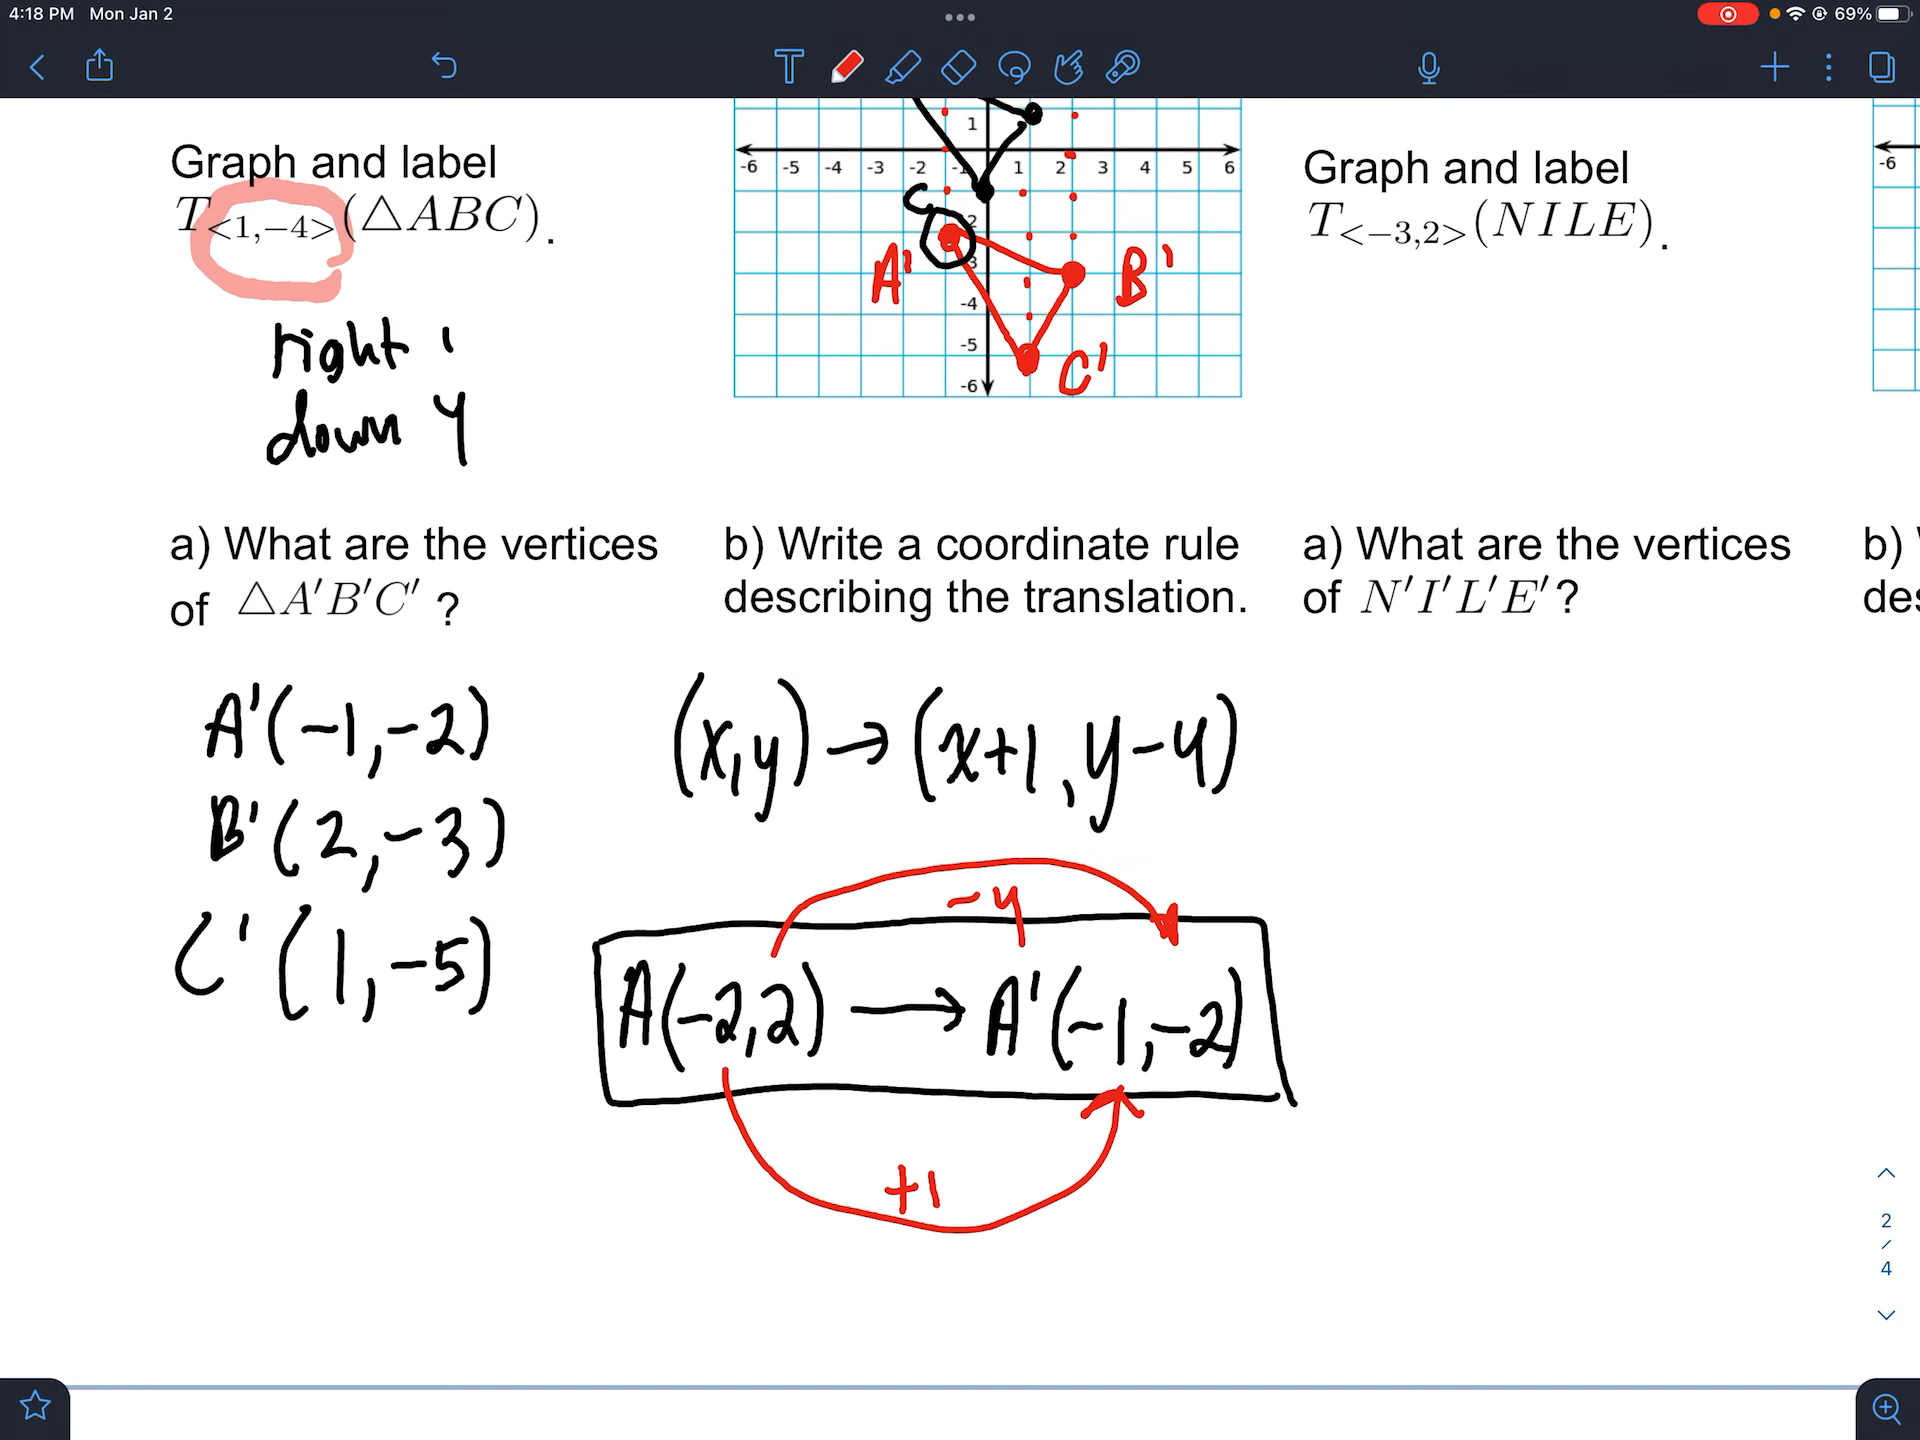 4:18 PM Mon Jan 2
69%
Graph and label
T<1,−4>(△ABC).
right 1
down 4
1
-6 -5 -4 -3 -2 -1 1 2 3 4 5 6
C
2
3
A' B'
-4
-5
C'
-6
Graph and label
T<−3,2>(NILE).
-6
a) What are the vertices
of △A′B′C′ ?
b) Write a coordinate rule
describing the translation.
a) What are the vertices
of N′I′L′E′?
b)
A'(-1,-2)
B'(2,-3)
C'(1,-5)
(x,y)→(x+1,y-4)
-4
A(-2,2)→A'(-1,-2)
+1
2
/
4